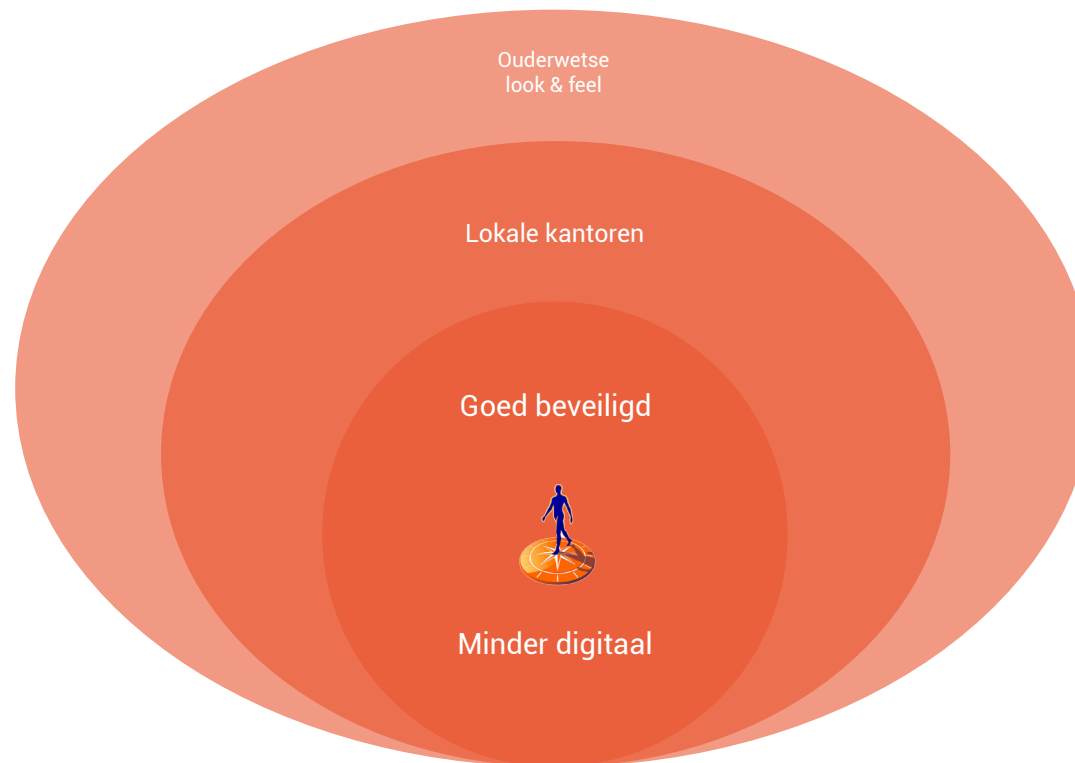 Ouderwetse
look & feel
Lokale kantoren
Goed beveiligd
Minder digitaal